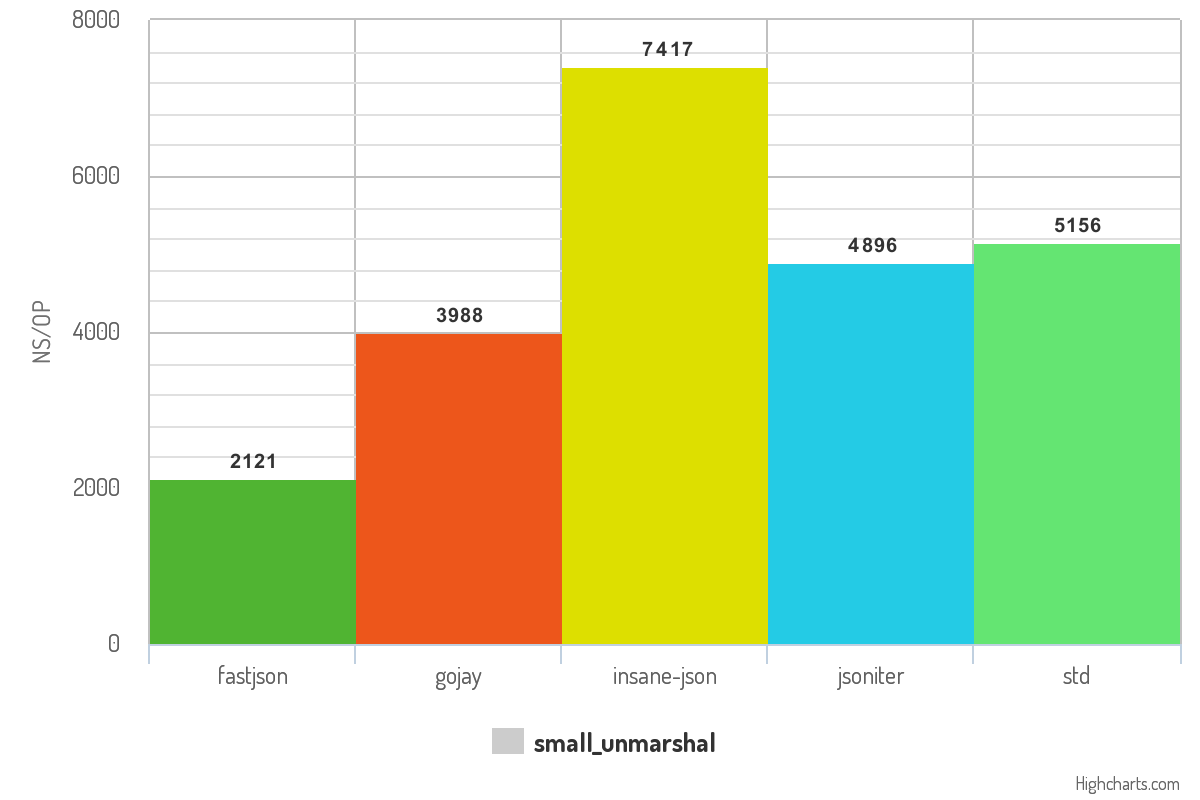 8000
7417
6000
5156
4896
NS/OP
4000
3988
2121
2000
0
fastjson gojay insane-json jsoniter std
small_unmarshal
Highcharts.com